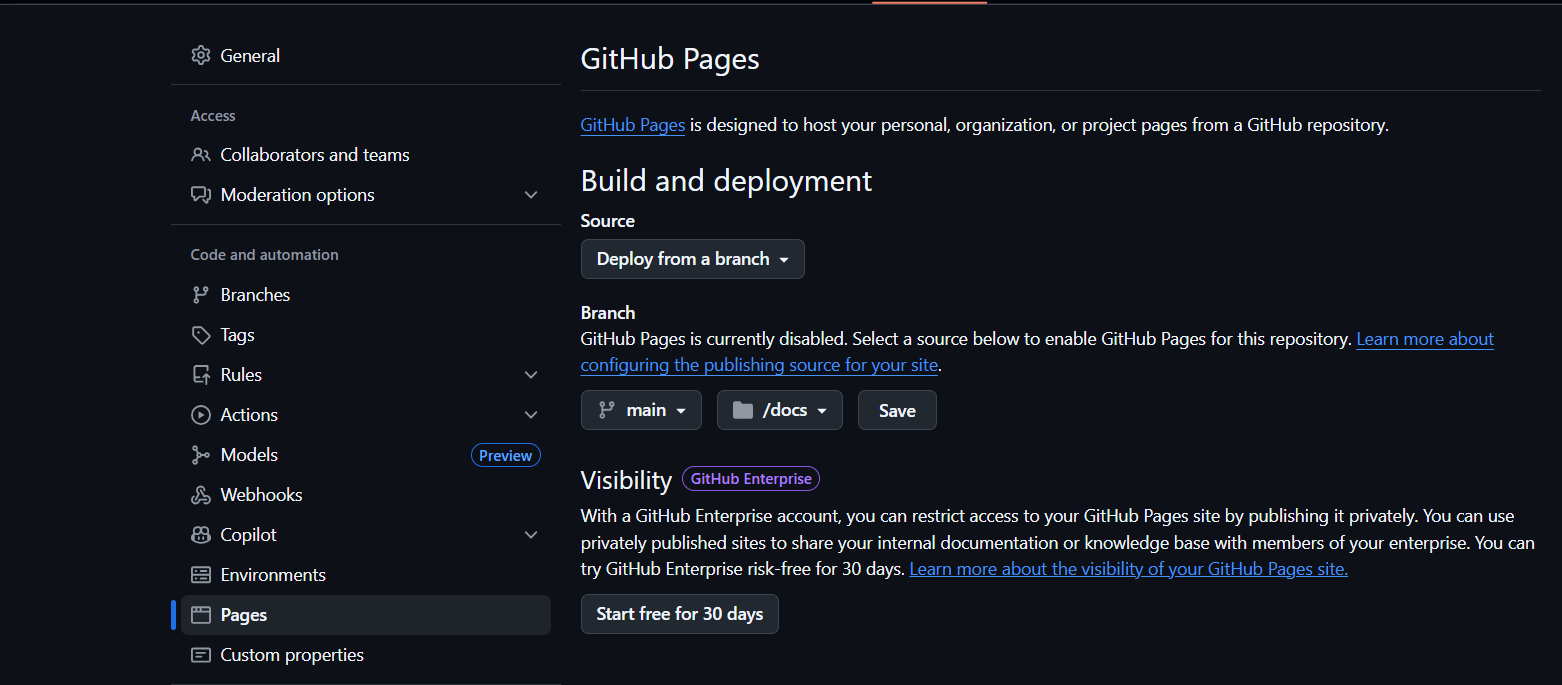 General
Access
Collaborators and teams
Moderation options
Code and automation
Branches
Tags
Rules
Actions
Models
Preview
Webhooks
Copilot
Environments
Pages
Custom properties
GitHub Pages
GitHub Pages is designed to host your personal, organization, or project pages from a GitHub repository.
Build and deployment
Source
Deploy from a branch
Branch
GitHub Pages is currently disabled. Select a source below to enable GitHub Pages for this repository. Learn more about
configuring the publishing source for your site.
main
/docs
Save
Visibility
GitHub Enterprise
With a GitHub Enterprise account, you can restrict access to your GitHub Pages site by publishing it privately. You can use
privately published sites to share your internal documentation or knowledge base with members of your enterprise. You can
try GitHub Enterprise risk-free for 30 days. Learn more about the visibility of your GitHub Pages site.
Start free for 30 days